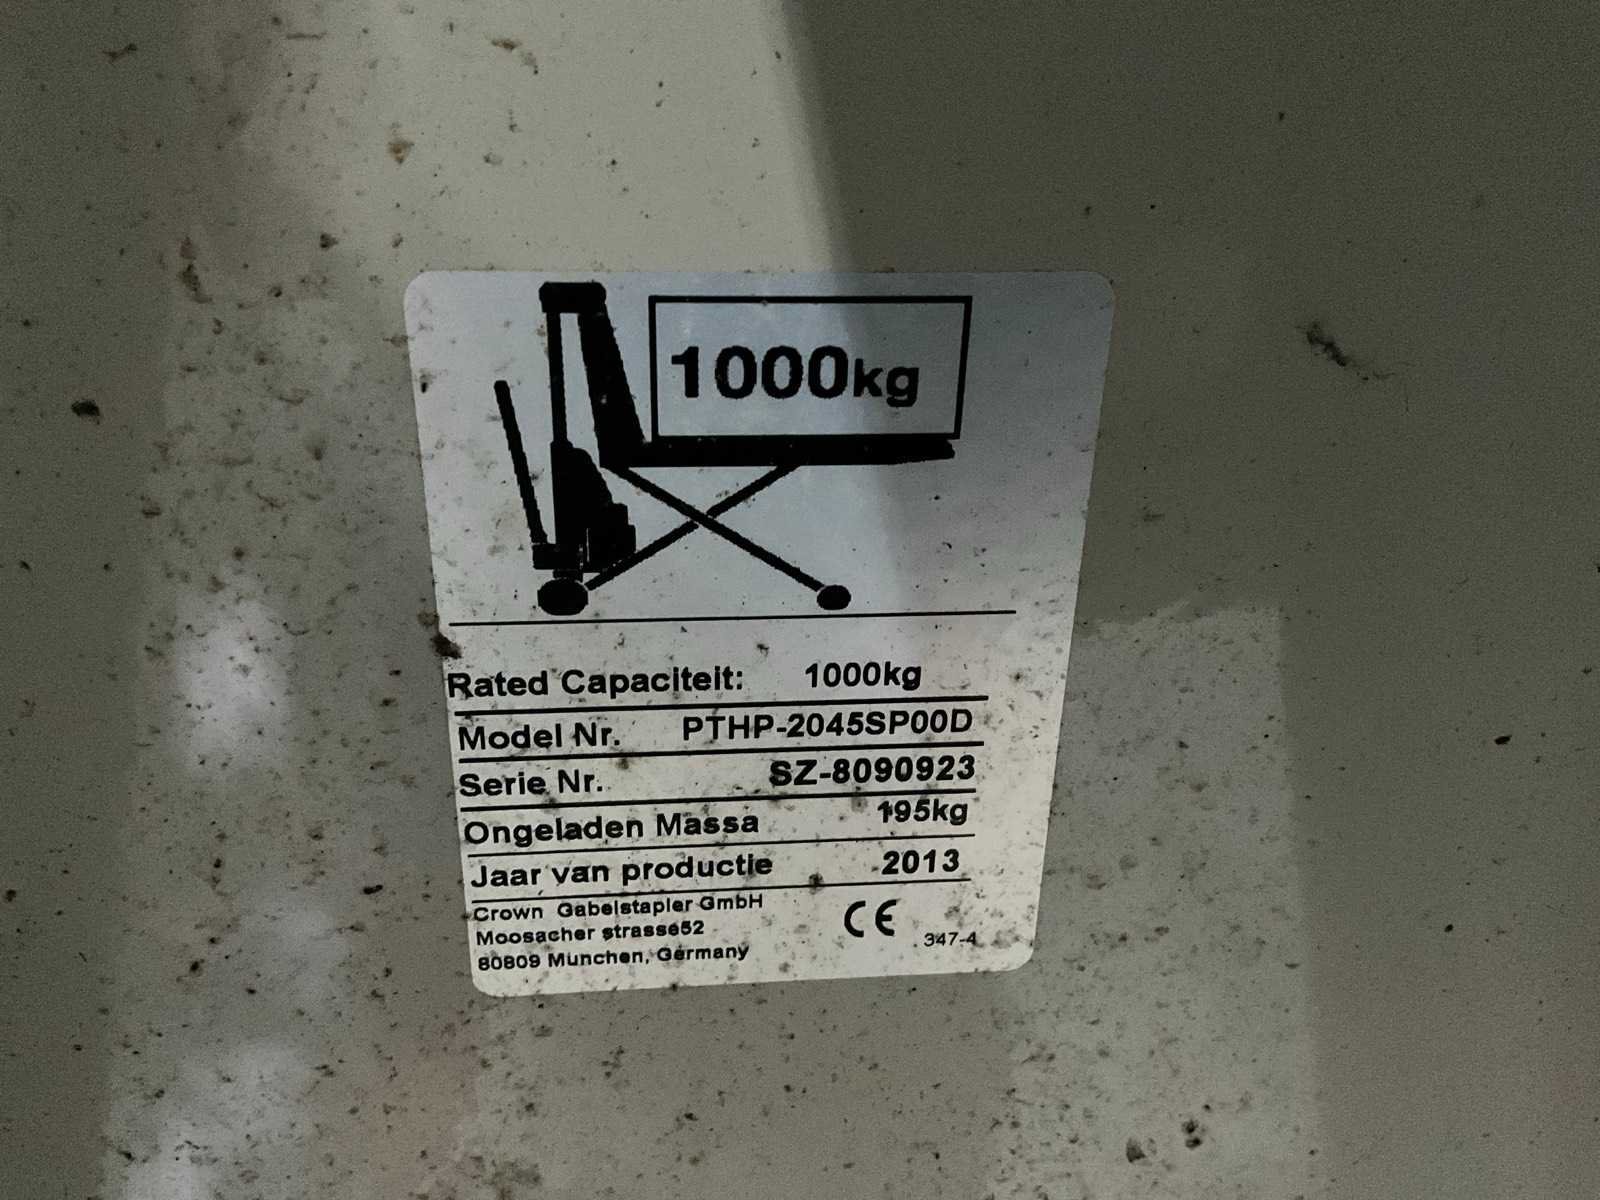 1000kg
Rated Capaciteit: 1000kg
Model Nr. PTHP-2045SP00D
Serie Nr. SZ-8090923
Ongeladen Massa 195kg
Jaar van productie 2013
Crown Gabelstapler GmbH
Moosacher strasse52
80809 Munchen, Germany
CE 347-4